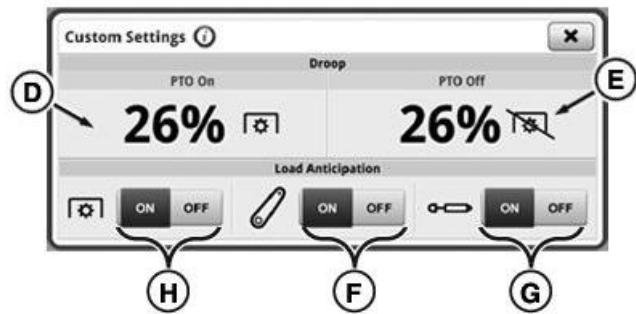 Custom Settings i
Droop
PTO On PTO Off
D 26% 26% E
Load Anticipation
ON OFF ON OFF ON OFF
H F G